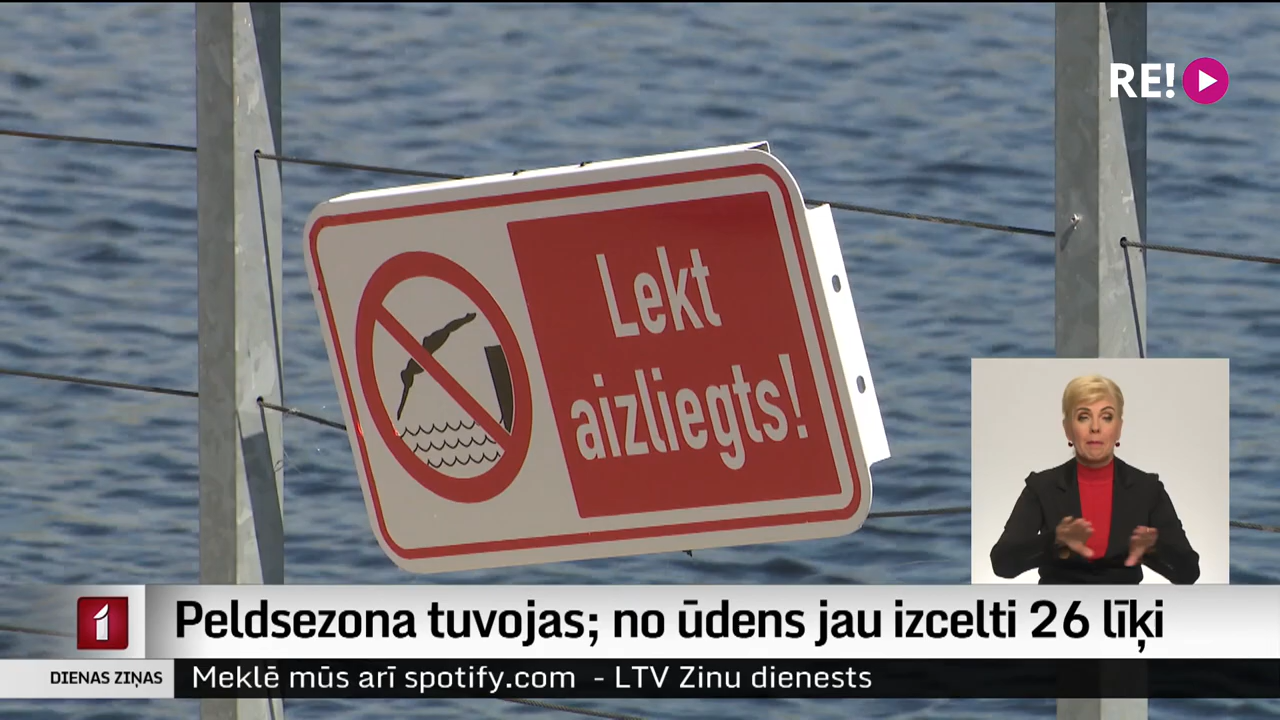 RE!
Lekt
aizliegts!
1
Peldsezona tuvojas; no ūdens jau izcelti 26 līķi
DIENAS ZIŅAS
Meklē mūs arī spotify.com - LTV Zinu dienests